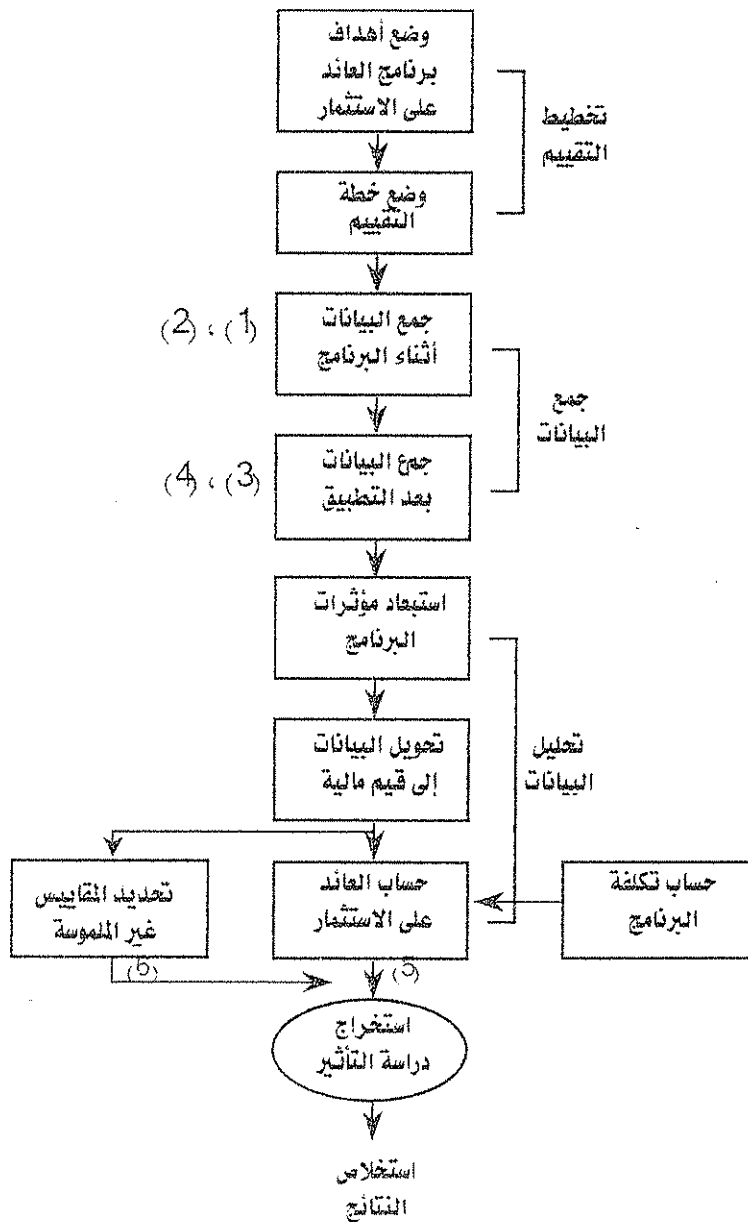 وضع أهداف
برنامج العائد
على الاستثمار
تخطيط
التقييم
وضع خطة
التقييم
(1) ، (2)
جمع البيانات
أثناء البرنامج
جمع
البيانات
(3) ، (4)
جمع البيانات
بعد التطبيق
استبعاد مؤثرات
البرنامج
تحويل البيانات
إلى قيم مالية
تحليل
البيانات
تحديد المقاييس
غير الملموسة
حساب العائد
على الاستثمار
حساب تكلفة
البرنامج
(6)
(5)
استخراج
دراسة التأثير
استخلاص
النتائج